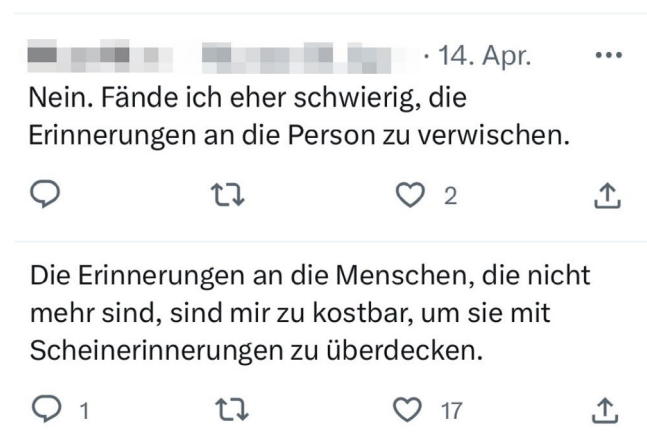 · 14. Apr.
Nein. Fände ich eher schwierig, die
Erinnerungen an die Person zu verwischen.
2
Die Erinnerungen an die Menschen, die nicht
mehr sind, sind mir zu kostbar, um sie mit
Scheinerinnerungen zu überdecken.
1 17